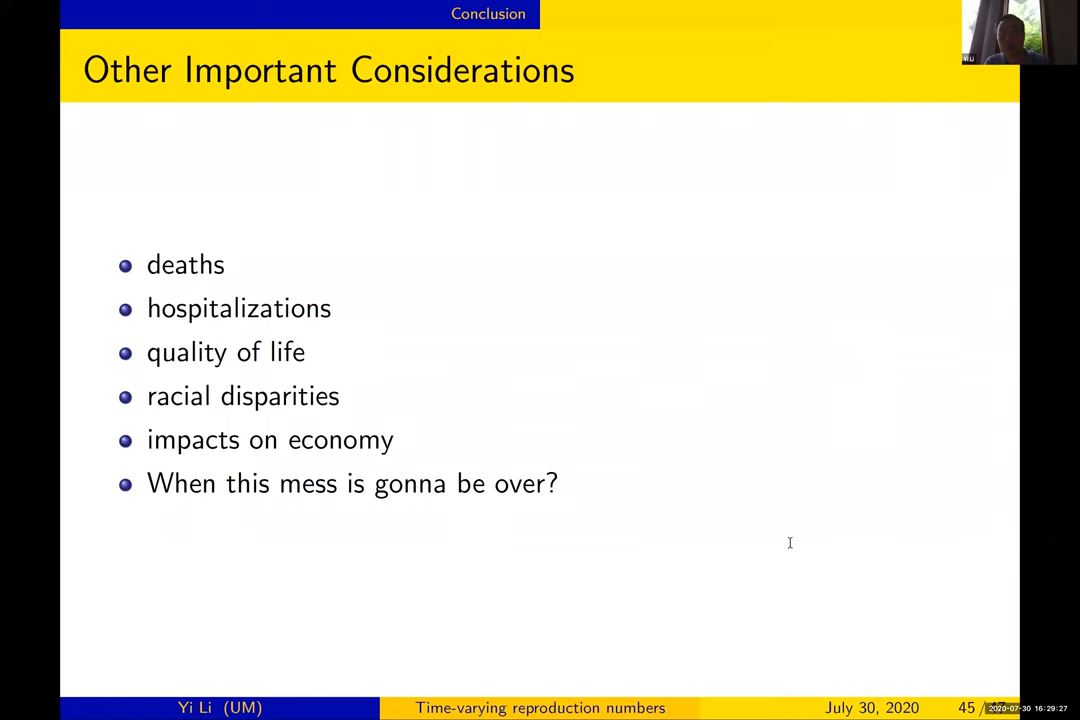 Conclusion
Other Important Considerations
deaths
hospitalizations
quality of life
racial disparities
impacts on economy
When this mess is gonna be over?
Yi Li (UM) Time-varying reproduction numbers July 30, 2020 45 / 2020-07-30 16:29:27